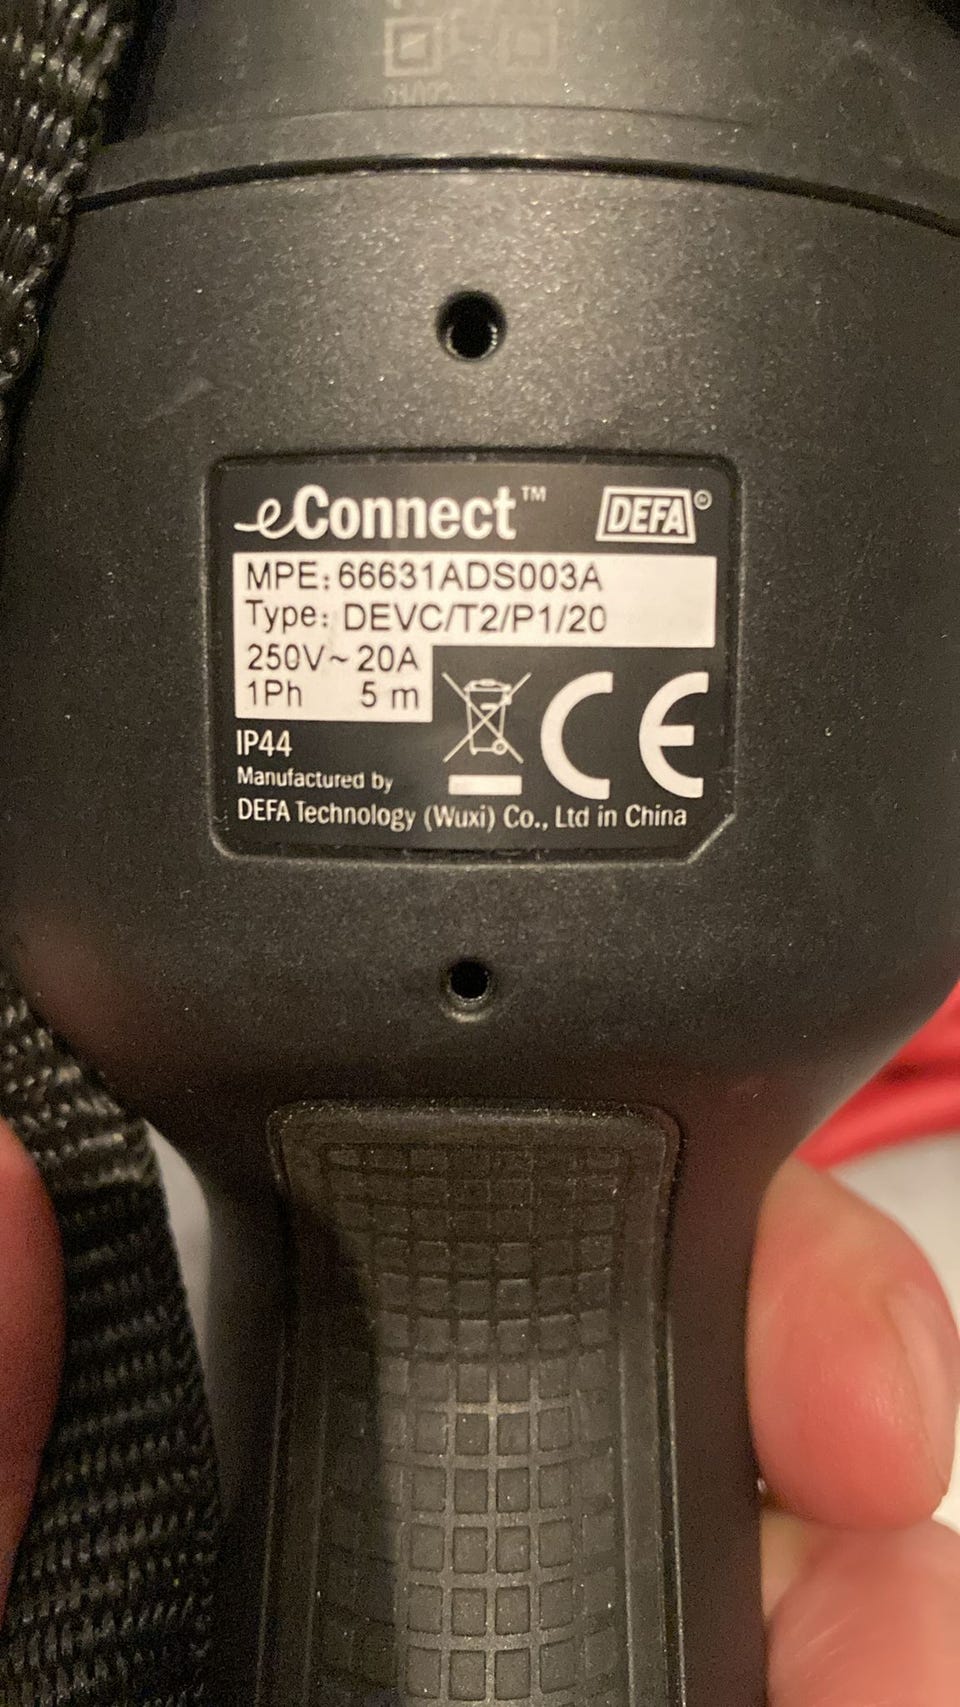 eConnect™ DEFA®
MPE: 66631ADS003A
Type: DEVC/T2/P1/20
250V~ 20A
1Ph 5 m
CE
IP44
Manufactured by
DEFA Technology (Wuxi) Co., Ltd in China